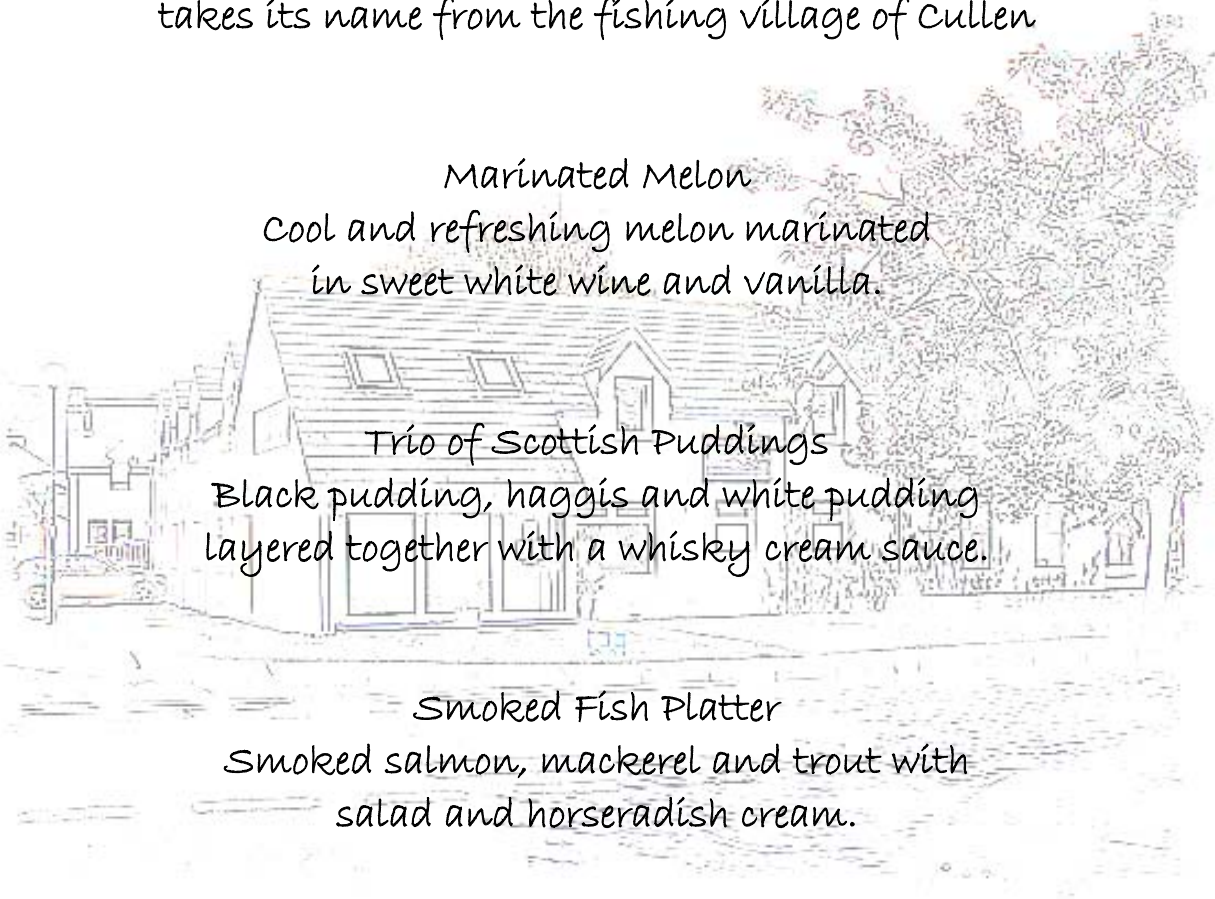 takes its name from the fishing village of Cullen
Marinated Melon
Cool and refreshing melon marinated
in sweet white wine and vanilla.
Trio of Scottish Puddings
Black pudding, haggis and white pudding
layered together with a whisky cream sauce.
Smoked Fish Platter
Smoked salmon, mackerel and trout with
salad and horseradish cream.